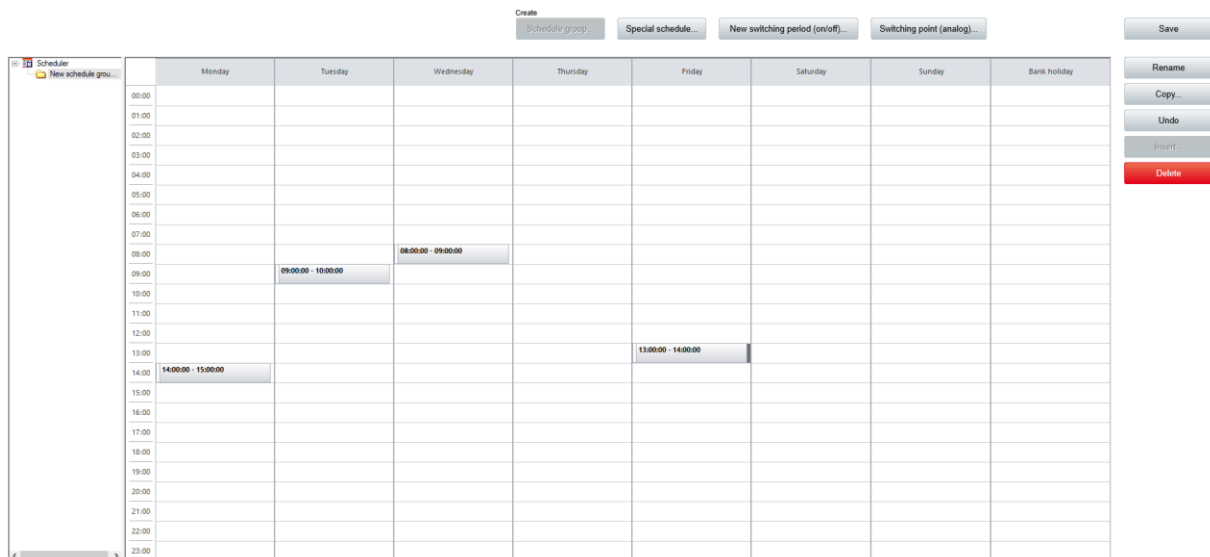 Create
Schedule group...
Special schedule...
New switching period (on/off)...
Switching point (analog)...
Save
Scheduler
New schedule grou...
Monday
Tuesday
Wednesday
Thursday
Friday
Saturday
Sunday
Bank holiday
Rename
Copy...
Undo
Insert...
Delete
00:00
01:00
02:00
03:00
04:00
05:00
06:00
07:00
08:00
08:00:00 - 09:00:00
09:00
09:00:00 - 10:00:00
10:00
11:00
12:00
13:00
13:00:00 - 14:00:00
14:00
14:00:00 - 15:00:00
15:00
16:00
17:00
18:00
19:00
20:00
21:00
22:00
23:00